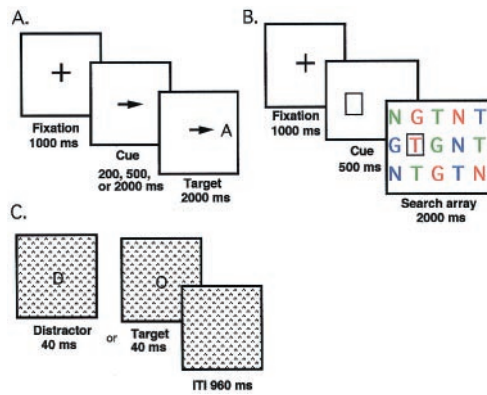 A.
Fixation
1000 ms
Cue
200, 500,
or 2000 ms
A
Target
2000 ms
B.
Fixation
1000 ms
Cue
500 ms
N G T N T
G T G N T
N T G T N
Search array
2000 ms
C.
D
Distractor
40 ms
or
O
Target
40 ms
ITI 960 ms